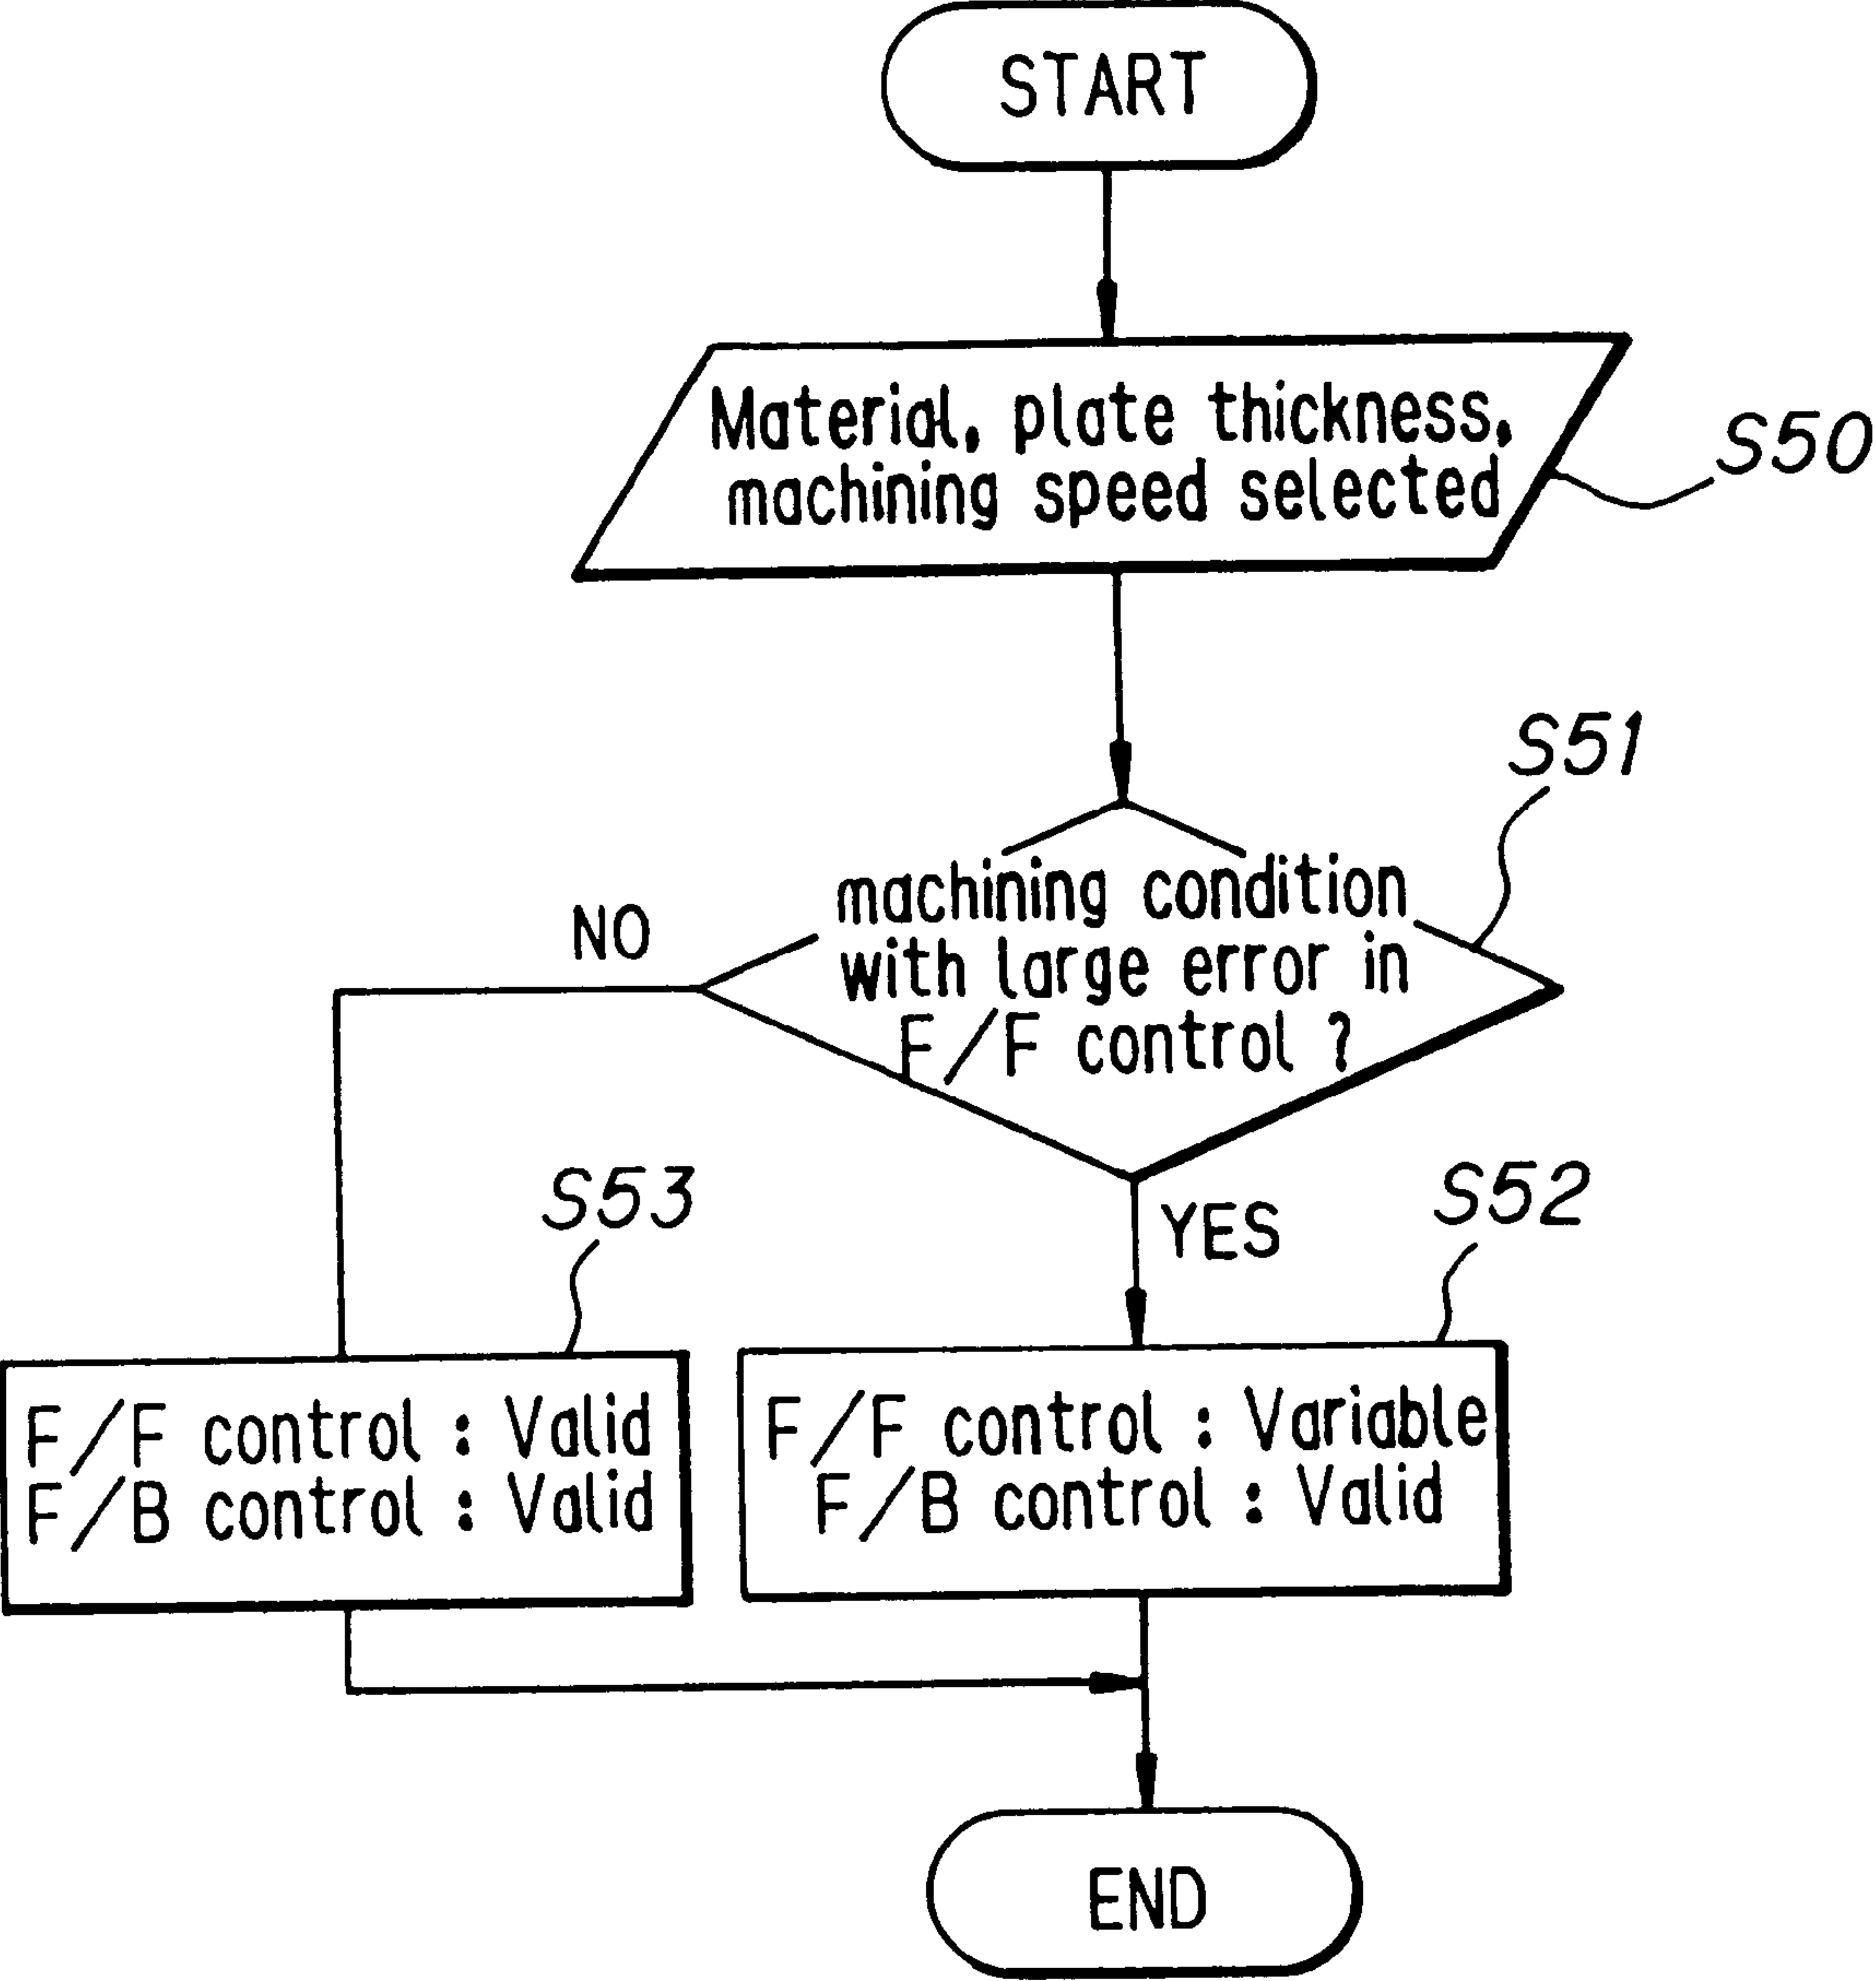 START
Material, plate thickness,
machining speed selected
S50
S51
machining condition
with large error in
F/F control ?
NO
YES
S53
S52
F/F control : Valid
F/B control : Valid
F/F control : Variable
F/B control : Valid
END